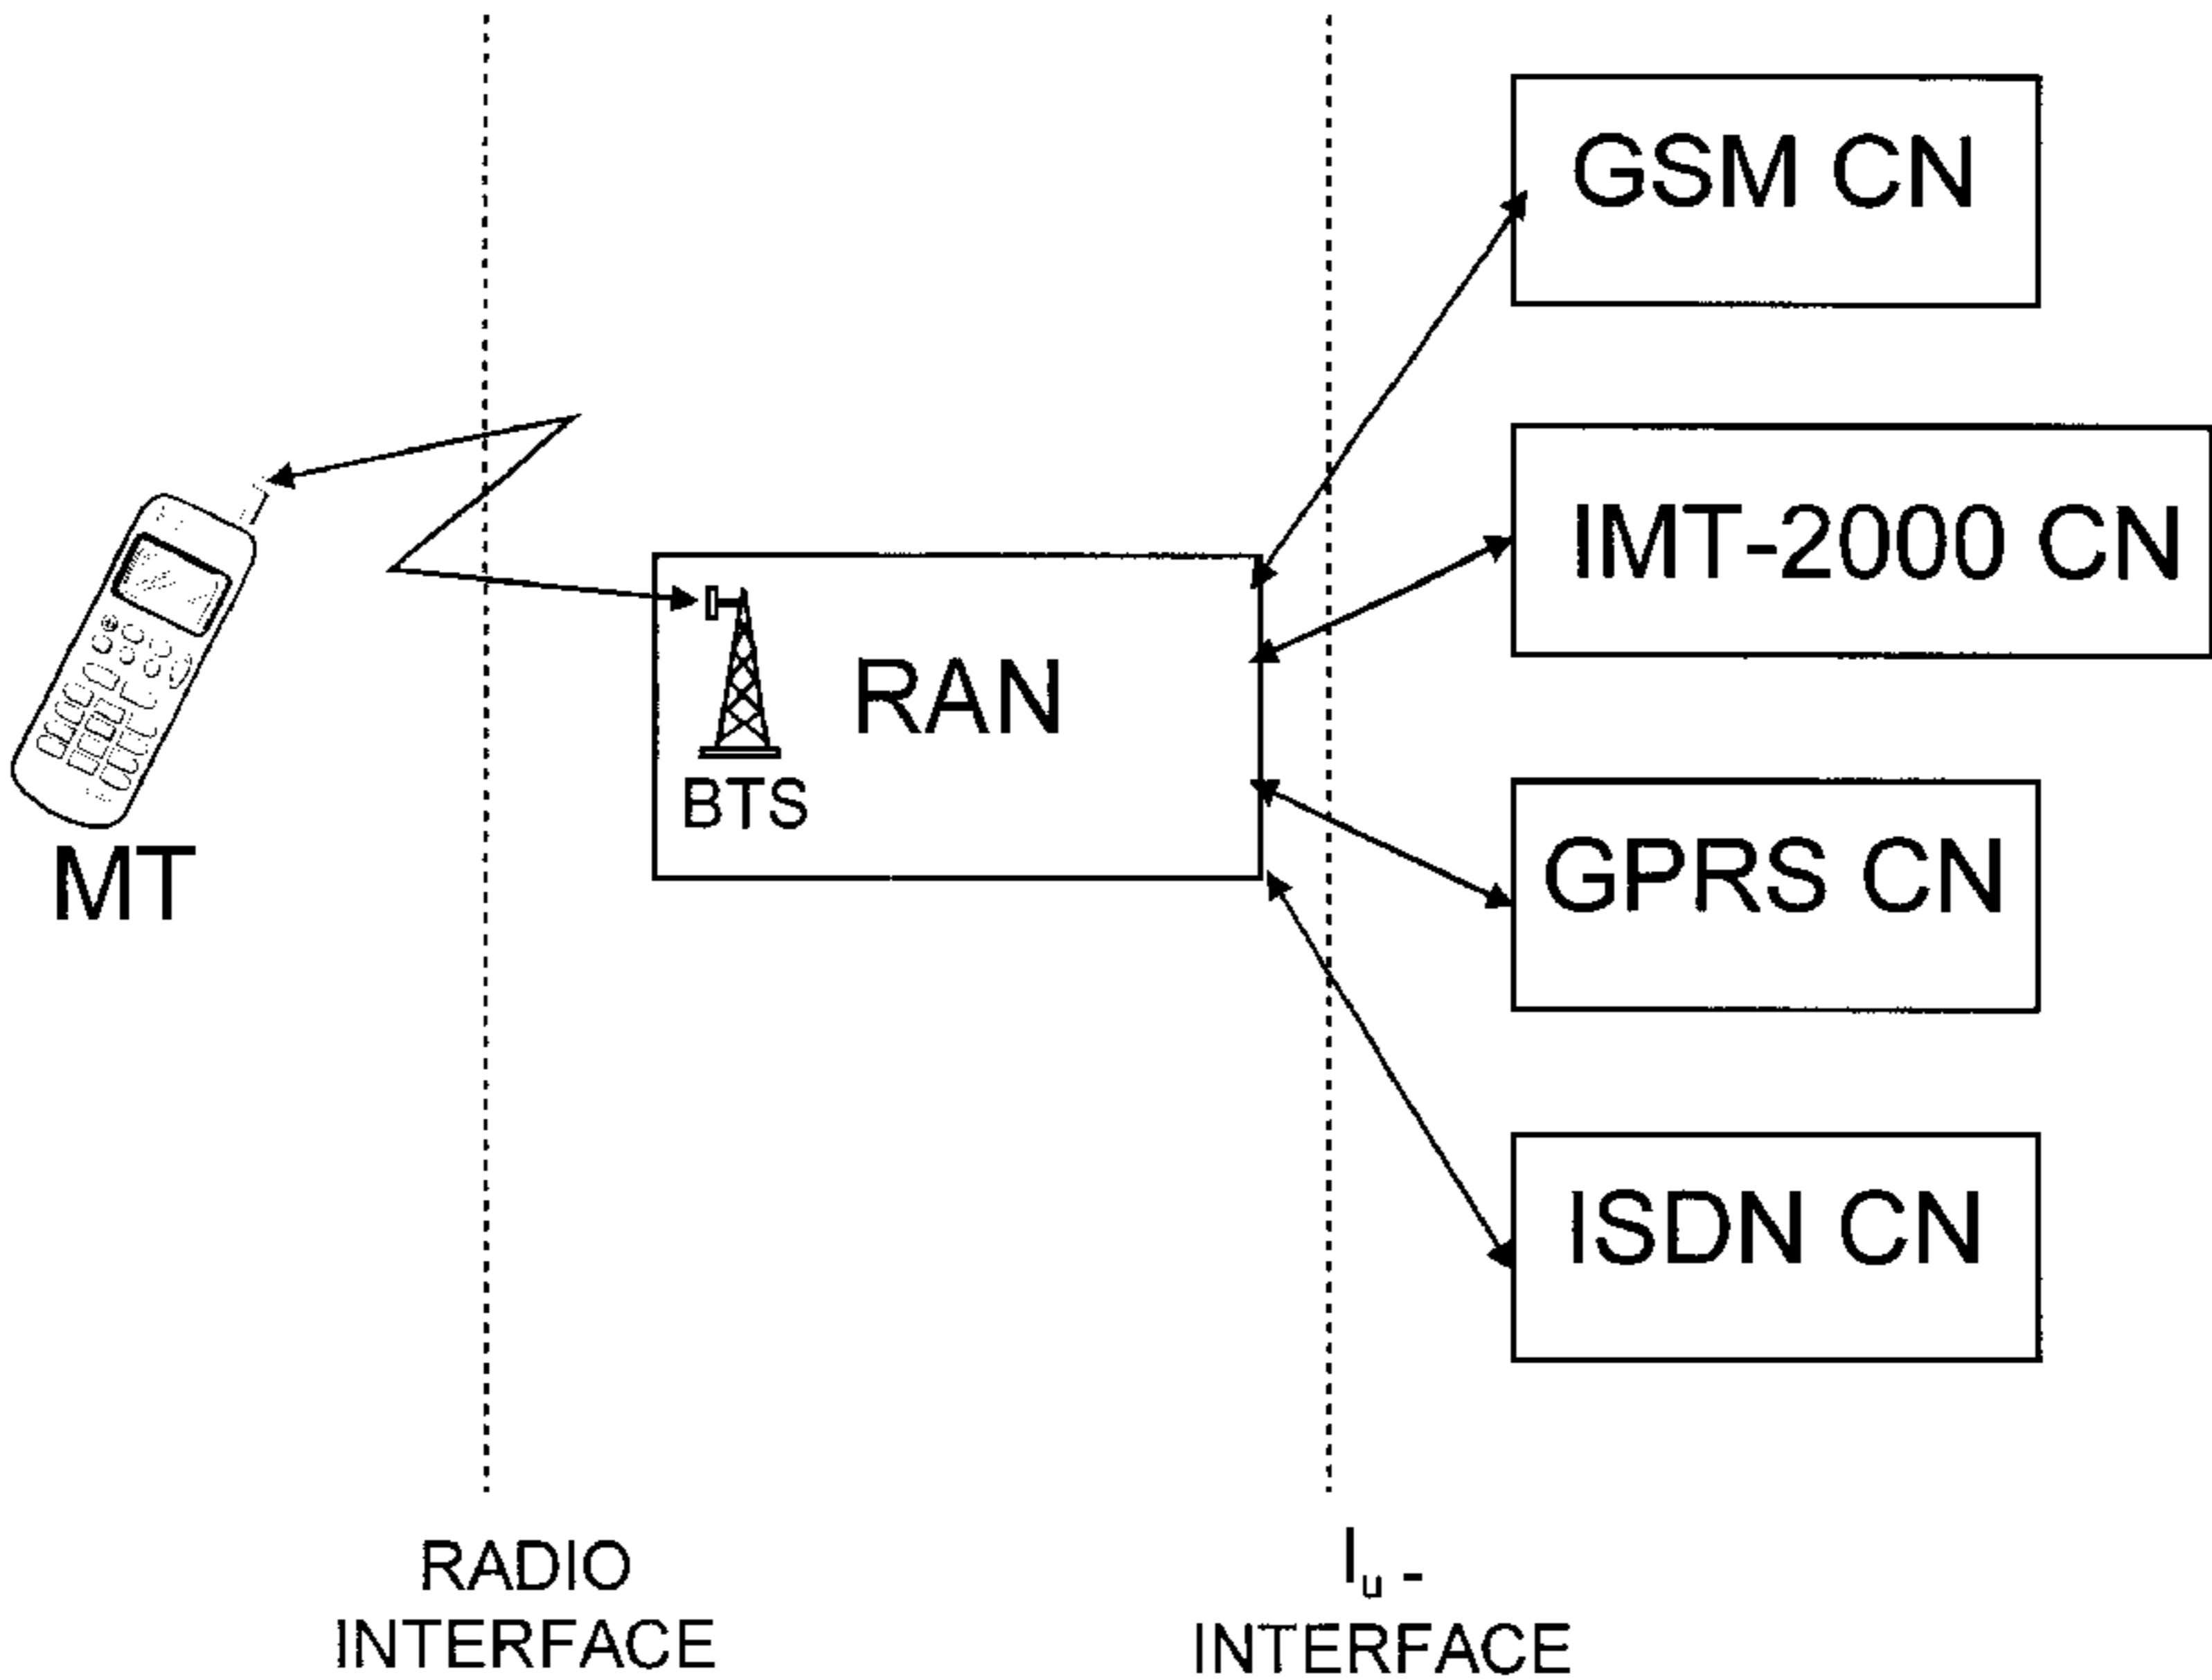 GSM CN
IMT-2000 CN
RAN
BTS
MT
GPRS CN
ISDN CN
RADIO
INTERFACE
Iu -
INTERFACE